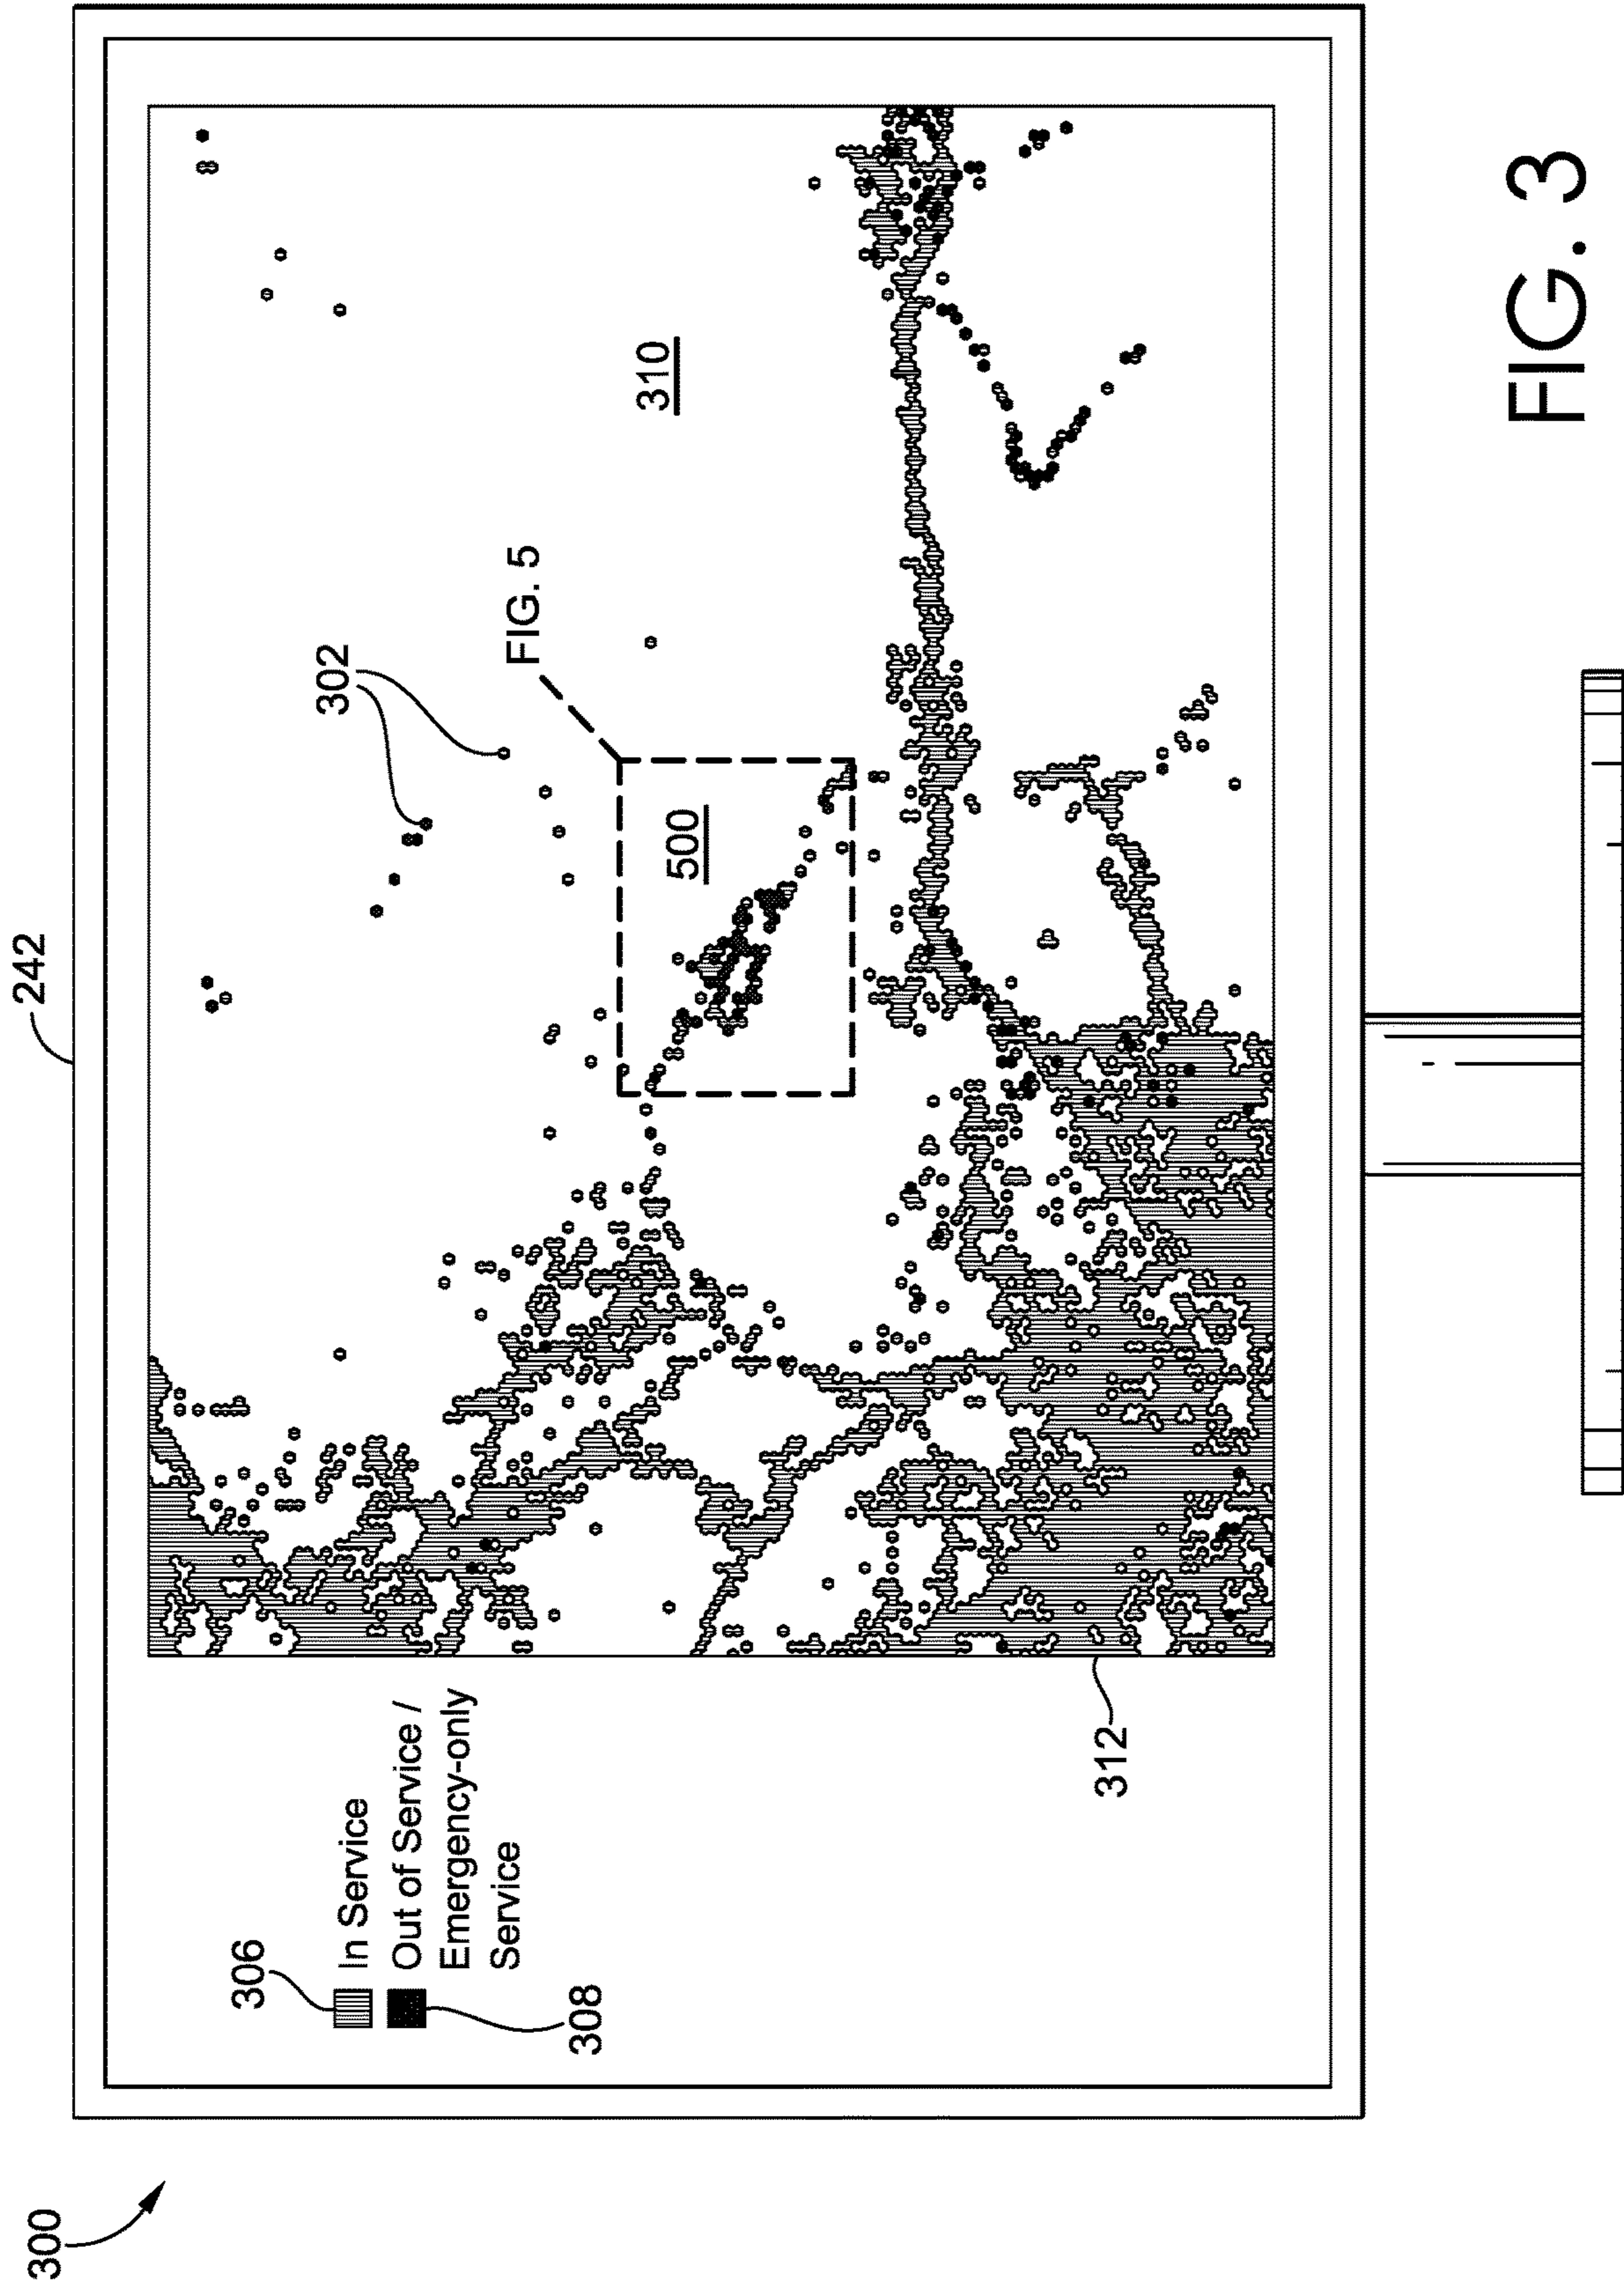 300
242
306
302
In Service
Out of Service /
Emergency-only
Service
308
FIG. 5
310
500
312
FIG. 3